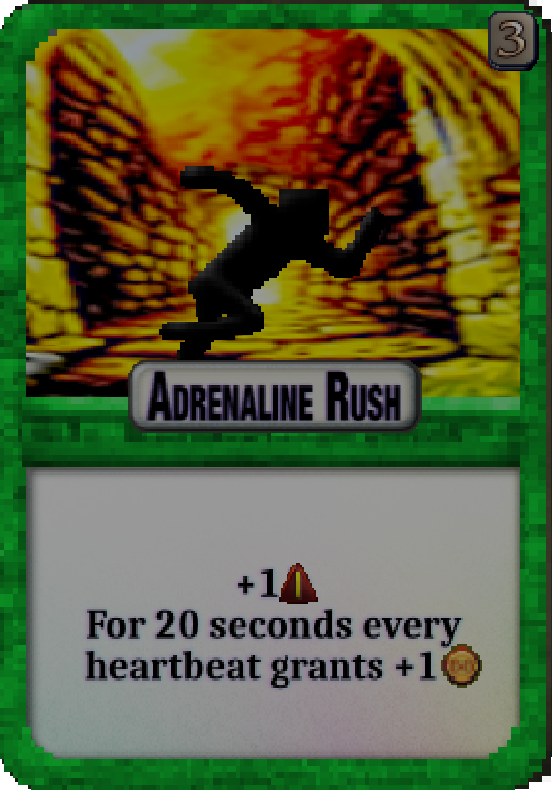 3
ADRENALINE RUSH
+1
For 20 seconds every
heartbeat grants +1